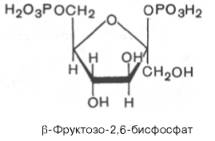 H₂O₃POCH₂ O OPO₃H₂
H OH CH₂OH
OH H
β-Фруктозо-2,6-бисфосфат